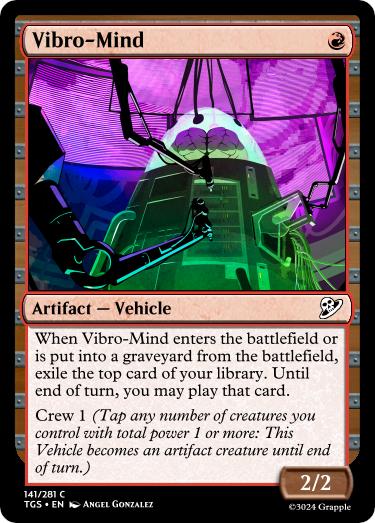 Vibro-Mind
Artifact — Vehicle
When Vibro-Mind enters the battlefield or
is put into a graveyard from the battlefield,
exile the top card of your library. Until
end of turn, you may play that card.
Crew 1 (Tap any number of creatures you
control with total power 1 or more: This
Vehicle becomes an artifact creature until end
of turn.)
2/2
141/281 C
TGS • EN Angel Gonzalez
©3024 Grapple